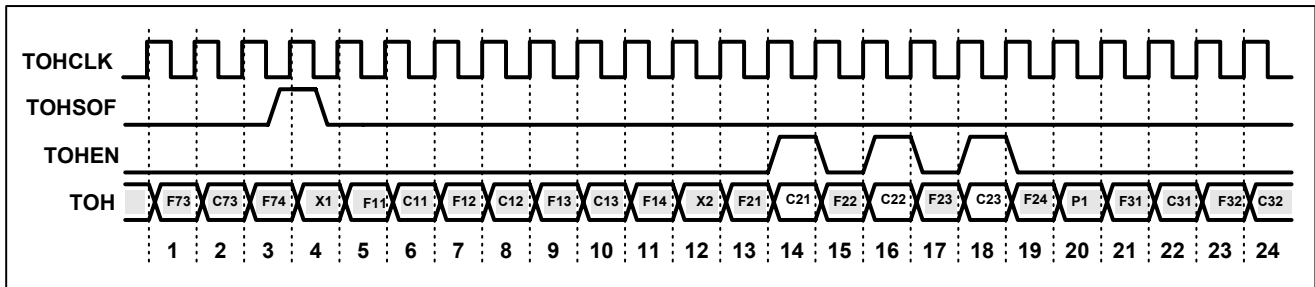 TOHCLK
TOHSOF
TOHEN
TOH F73 C73 F74 X1 F11 C11 F12 C12 F13 C13 F14 X2 F21 C21 F22 C22 F23 C23 F24 P1 F31 C31 F32 C32
1 2 3 4 5 6 7 8 9 10 11 12 13 14 15 16 17 18 19 20 21 22 23 24